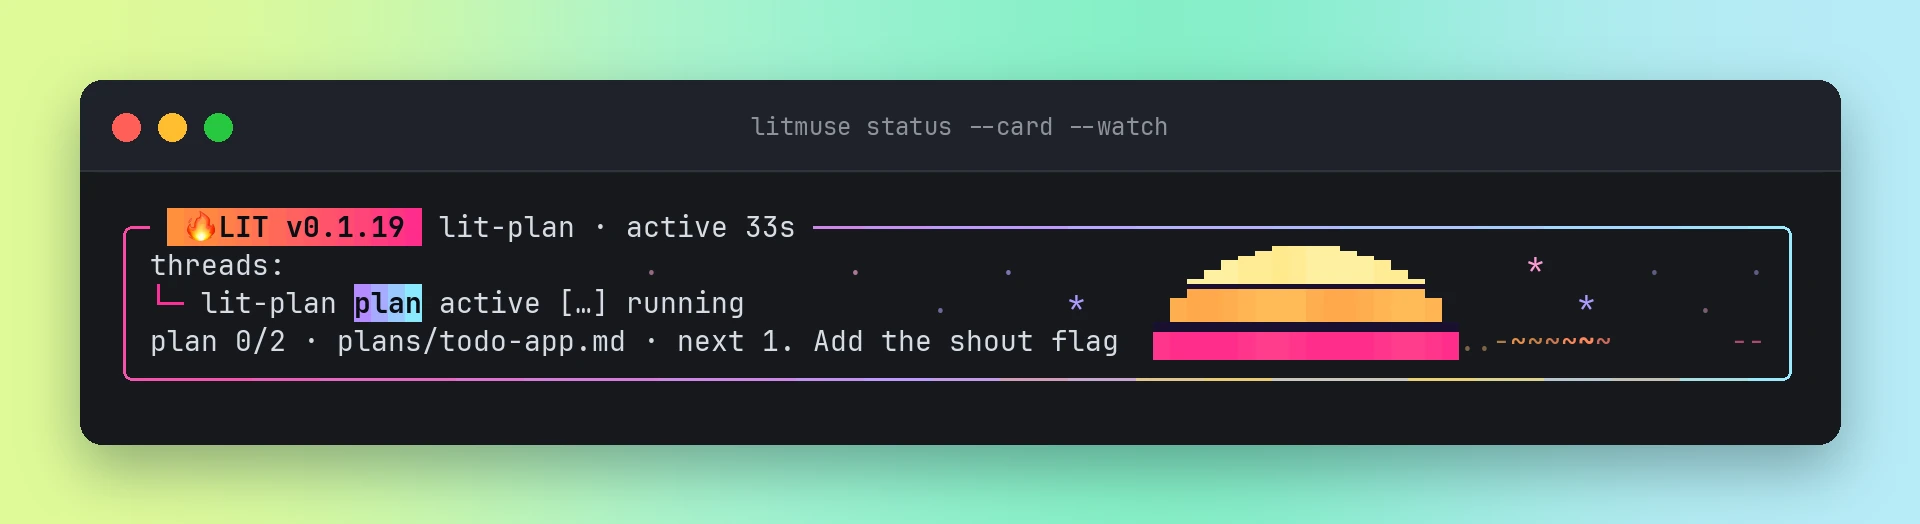 litmuse status --card --watch
🔥LIT v0.1.19 lit-plan · active 33s
threads:
└─ lit-plan plan active […] running
plan 0/2 · plans/todo-app.md · next 1. Add the shout flag